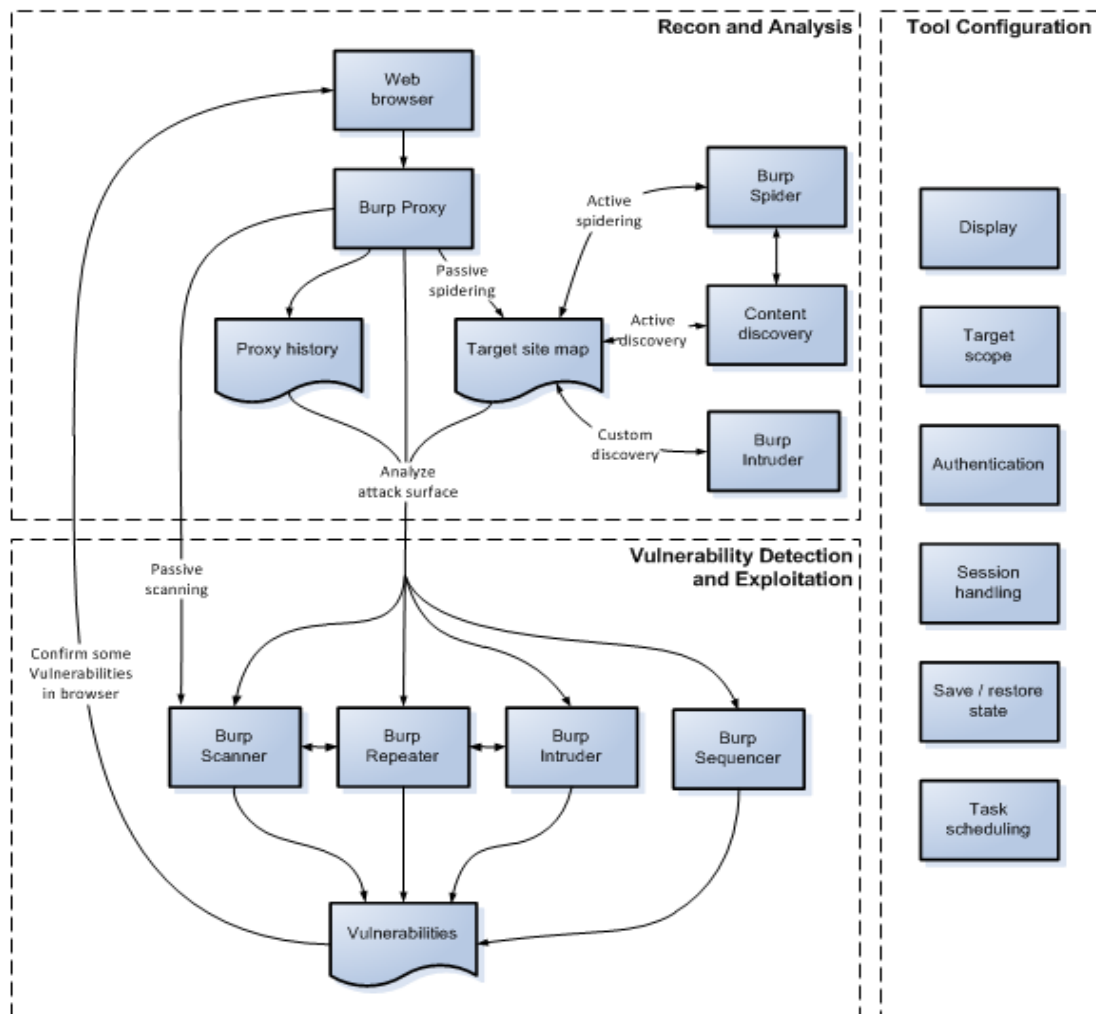 Recon and Analysis
Tool Configuration
Web
browser
Burp Proxy
Burp
Spider
Active
spidering
Passive
spidering
Proxy history
Target site map
Active
discovery
Content
discovery
Custom
discovery
Burp
Intruder
Analyze
attack surface
Vulnerability Detection
and Exploitation
Passive
scanning
Confirm some
Vulnerabilities
in browser
Burp
Scanner
Burp
Repeater
Burp
Intruder
Burp
Sequencer
Vulnerabilities
Display
Target
scope
Authentication
Session
handling
Save / restore
state
Task
scheduling